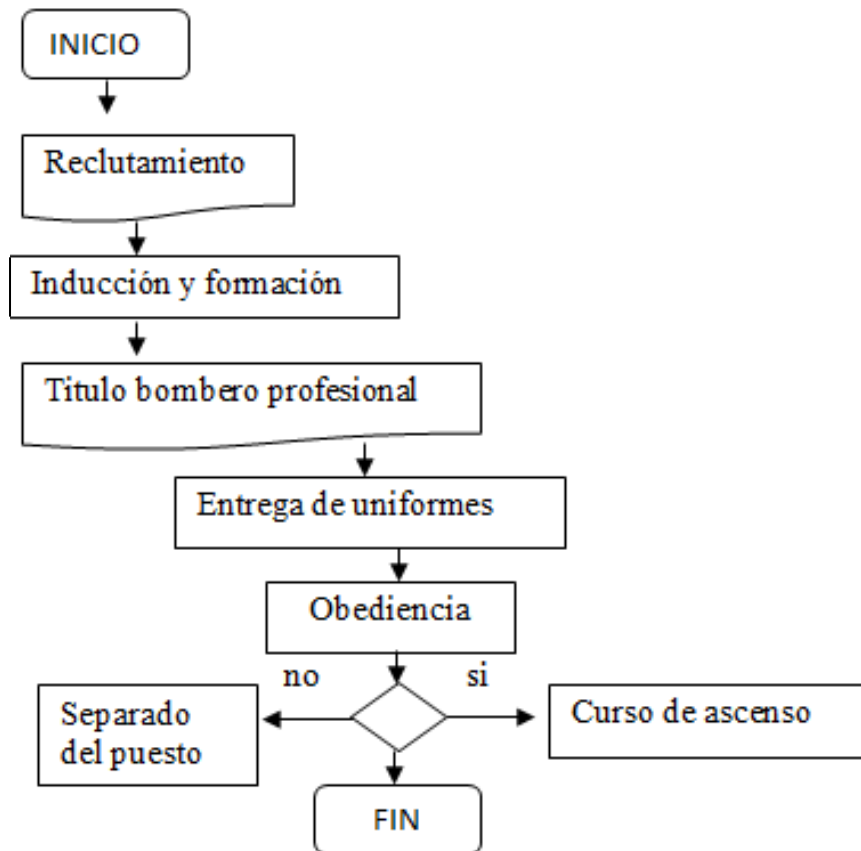 INICIO
Reclutamiento
Inducción y formación
Titulo bombero profesional
Entrega de uniformes
Obediencia
no
si
Separado
del puesto
Curso de ascenso
FIN